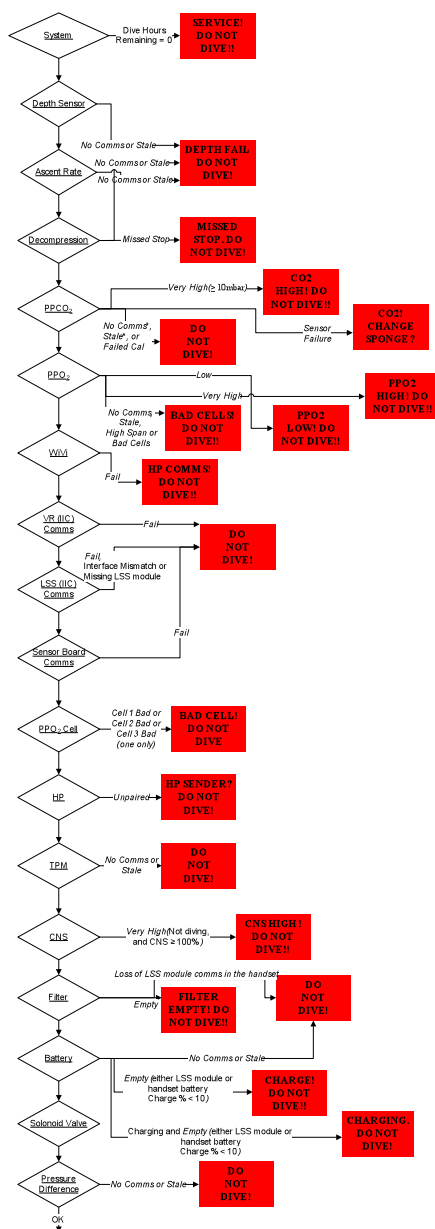 System
Dive Hours
Remaining = 0
SERVICE!
DO NOT
DIVE!!
Depth Sensor
No Comms or Stale
DEPTH FAIL
DO NOT
DIVE!
Ascent Rate
No Comms or Stale
No Comms or Stale
Decompression
Missed Stop
MISSED
STOP. DO
NOT DIVE!
PPCO₂
Very High (≥ 10mbar)
CO2
HIGH! DO
NOT DIVE!!
No Comms*,
Stale*, or
Failed Cal
DO
NOT
DIVE!
Sensor
Failure
CO2!
CHANGE
SPONGE ?
PPO₂
Low
Very High
PPO2
HIGH! DO
NOT DIVE!!
No Comms,
Stale,
High Span or
Bad Cells
BAD CELLS!
DO NOT
DIVE!!
PPO2
LOW! DO
NOT DIVE!!
WiVi
Fail
HP COMMS!
DO NOT
DIVE!!
VR (IIC)
Comms
Fail
DO
NOT
DIVE!
Fail,
Interface Mismatch or
Missing LSS module
LSS (IIC)
Comms
Fail
Sensor Board
Comms
PPO₂ Cell
Cell 1 Bad or
Cell 2 Bad or
Cell 3 Bad
(one only)
BAD CELL!
DO NOT
DIVE
HP
Unpaired
HP SENDER?
DO NOT
DIVE!
TPM
No Comms or
Stale
DO
NOT
DIVE!
CNS
Very High (Not diving,
and CNS ≥ 100%)
CNS HIGH!
DO NOT
DIVE!!
Loss of LSS module comms in the handset
Filter
Empty
FILTER
EMPTY! DO
NOT DIVE!!
DO
NOT
DIVE!
Battery
No Comms or Stale
Empty (either LSS module or
handset battery
Charge % < 10)
CHARGE!
DO NOT
DIVE!!
Solonoid Valve
Charging and Empty (either LSS module or
handset battery
Charge % < 10)
CHARGING.
DO NOT
DIVE!!
Pressure
Difference
No Comms or Stale
DO
NOT
DIVE!
OK